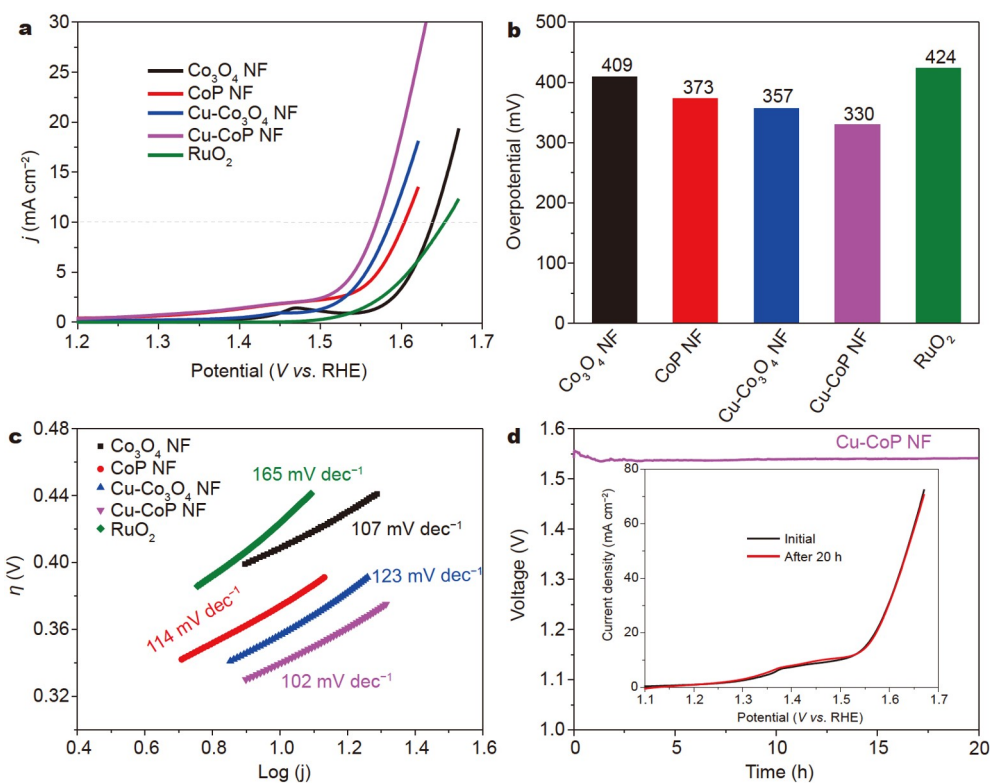 a
30
25
20
15
10
5
0
j (mA cm⁻²)
Co₃O₄ NF
CoP NF
Cu–Co₃O₄ NF
Cu–CoP NF
RuO₂
1.2 1.3 1.4 1.5 1.6 1.7
Potential (V vs. RHE)
b
500
400
300
200
100
0
Overpotential (mV)
409
373
357
330
424
Co₃O₄ NF
CoP NF
Cu–Co₃O₄ NF
Cu–CoP NF
RuO₂
c
0.48
0.44
0.40
0.36
0.32
η (V)
Co₃O₄ NF
CoP NF
Cu–Co₃O₄ NF
Cu–CoP NF
RuO₂
165 mV dec⁻¹
107 mV dec⁻¹
123 mV dec⁻¹
114 mV dec⁻¹
102 mV dec⁻¹
0.4 0.6 0.8 1.0 1.2 1.4 1.6
Log (j)
d
1.6
1.5
1.4
1.3
1.2
1.1
1.0
Voltage (V)
Cu–CoP NF
80
60
40
20
0
Current density (mA cm⁻²)
Initial
After 20 h
1.1 1.2 1.3 1.4 1.5 1.6 1.7
Potential (V vs. RHE)
0 5 10 15 20
Time (h)